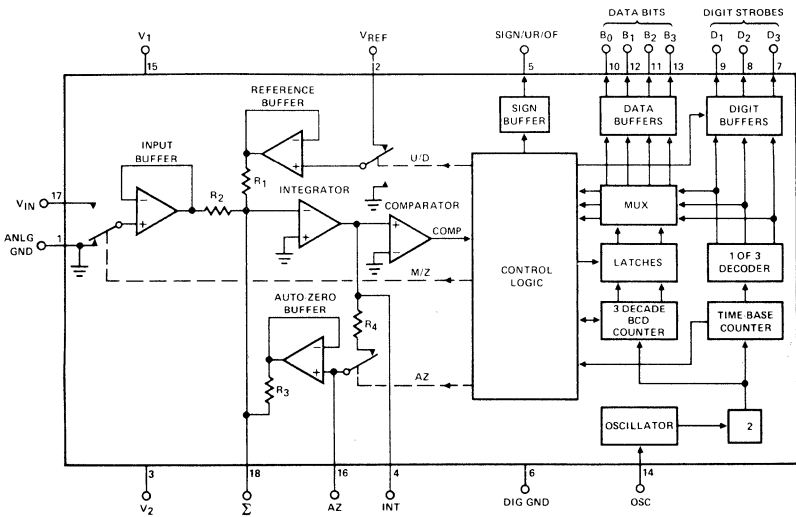 DATA BITS DIGIT STROBES
V1 VREF SIGN/UR/OF B0 B1 B2 B3 D1 D2 D3
15 2 5 10 12 11 13 9 8 7
REFERENCE
BUFFER
SIGN
BUFFER
DATA
BUFFERS
DIGIT
BUFFERS
INPUT
BUFFER
U/D
R1
R2
INTEGRATOR
COMPARATOR
COMP
MUX
17
VIN
ANLG
GND
1
M/Z
CONTROL
LOGIC
LATCHES
1 OF 3
DECODER
AUTO-ZERO
BUFFER
R4
R3
AZ
3 DECADE
BCD
COUNTER
TIME-BASE
COUNTER
OSCILLATOR
2
3 18 16 4 6 14
V2 Σ AZ INT DIG GND OSC
- + - + - + + - - +